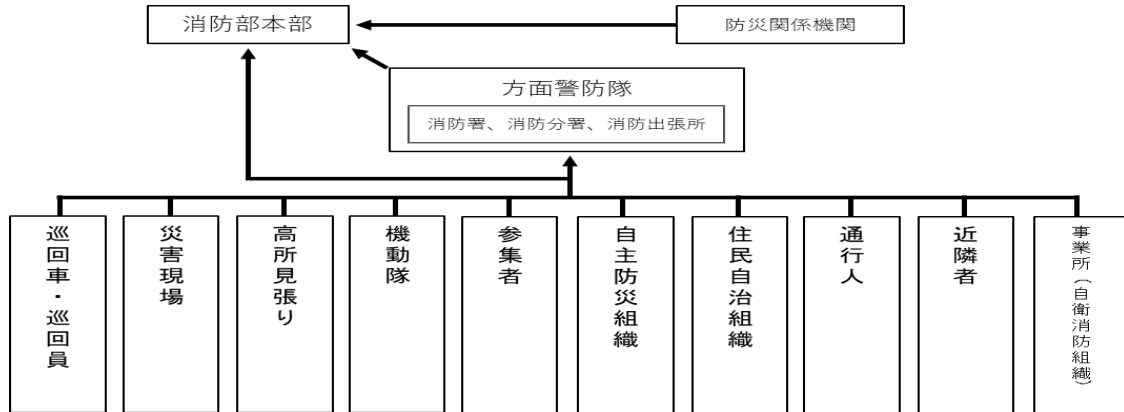 消防部本部
防災関係機関
方面警防隊
消防署、消防分署、消防出張所
巡回車・巡回員
災害現場
高所見張り
機動隊
参集者
自主防災組織
住民自治組織
通行人
近隣者
事業所（自衛消防組織）